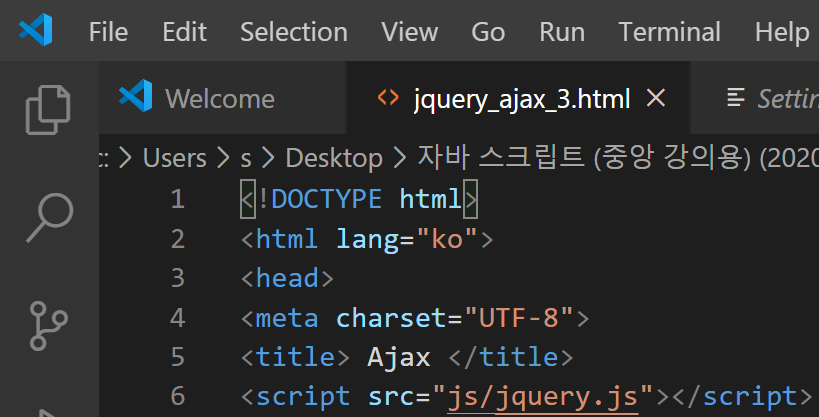 File Edit Selection View Go Run Terminal Help
Welcome jquery_ajax_3.html
c: > Users > s > Desktop > 자바 스크립트 (중앙 강의용) (2020
1 <!DOCTYPE html>
2 <html lang="ko">
3 <head>
4 <meta charset="UTF-8">
5 <title> Ajax </title>
6 <script src="js/jquery.js"></script>